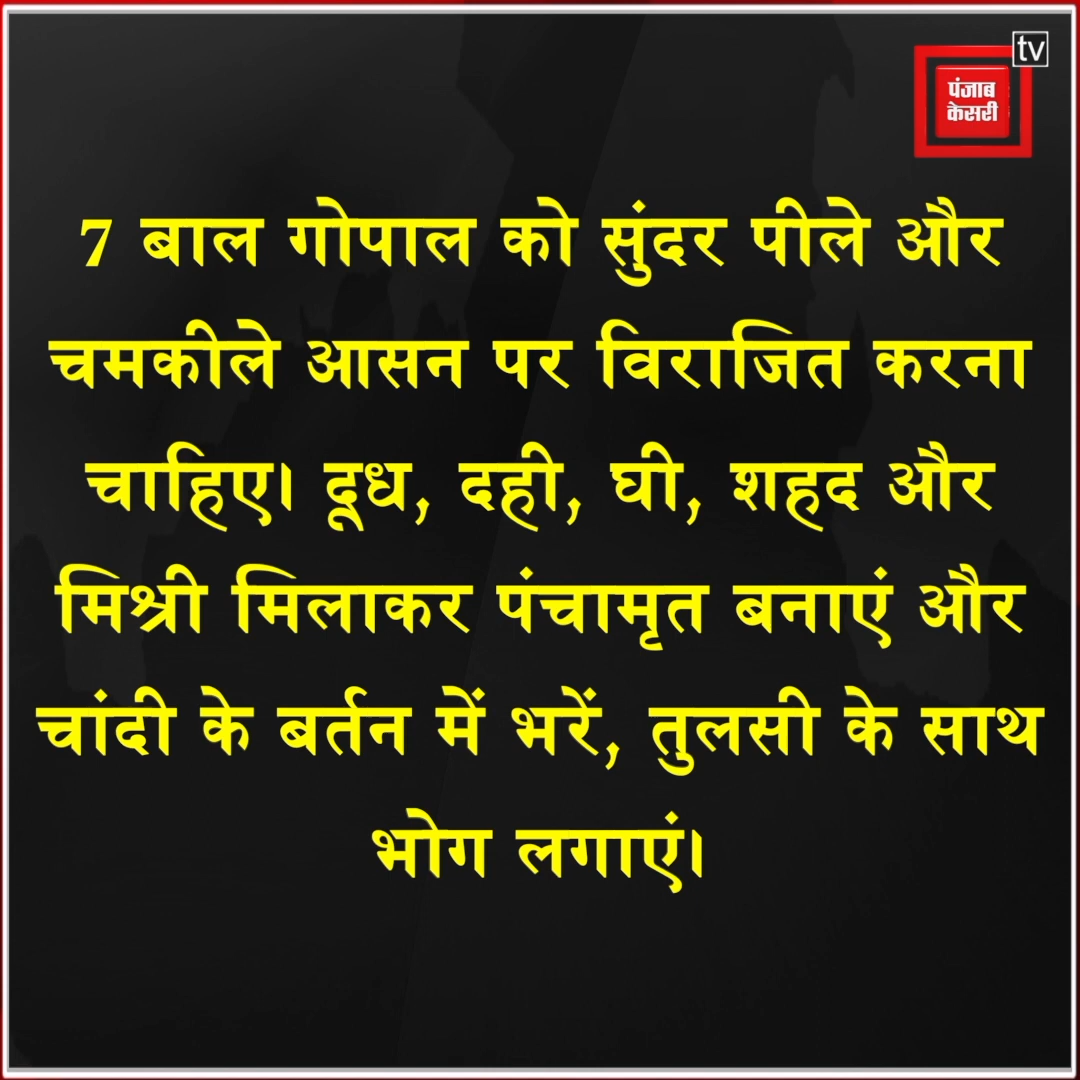 tv
पंजाब
केसरी
7 बाल गोपाल को सुंदर पीले और
चमकीले आसन पर विराजित करना
चाहिए। दूध, दही, घी, शहद और
मिश्री मिलाकर पंचामृत बनाएं और
चांदी के बर्तन में भरें, तुलसी के साथ
भोग लगाएं।